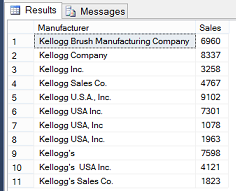 Results Messages
Manufacturer Sales
1 Kellogg Brush Manufacturing Company 6960
2 Kellogg Company 8337
3 Kellogg Inc. 3258
4 Kellogg Sales Co. 4767
5 Kellogg U.S.A., Inc. 9102
6 Kellogg USA Inc. 7301
7 Kellogg USA, Inc 1078
8 Kellogg USA, Inc. 1963
9 Kellogg's 7598
10 Kellogg's  USA Inc. 4121
11 Kellogg's Sales Co. 1823